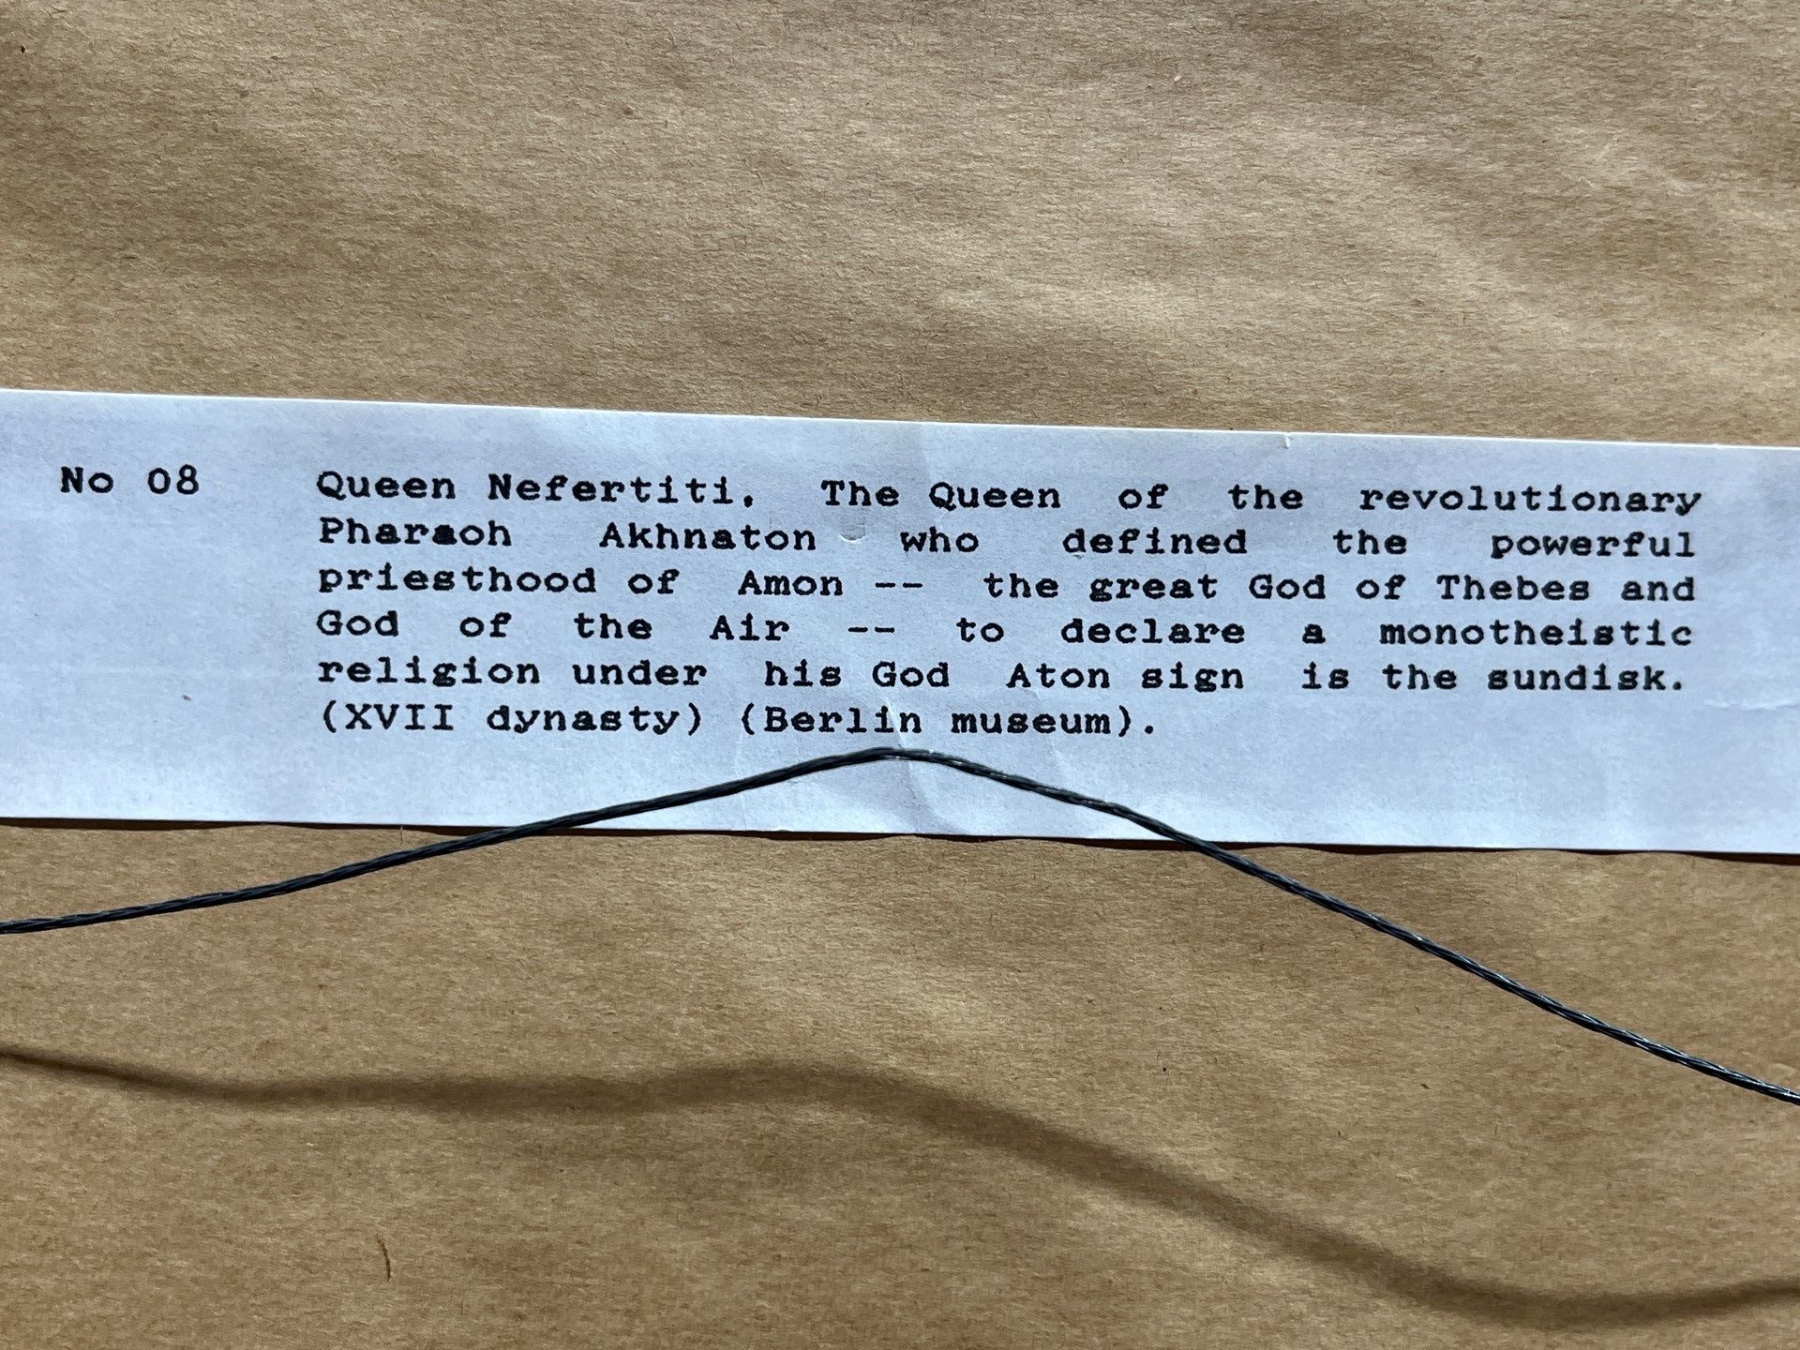 No 08 Queen Nefertiti. The Queen of the revolutionary
Pharaoh Akhnaton who defined the powerful
priesthood of Amon -- the great God of Thebes and
God of the Air -- to declare a monotheistic
religion under his God Aton sign is the sundisk.
(XVII dynasty) (Berlin museum).